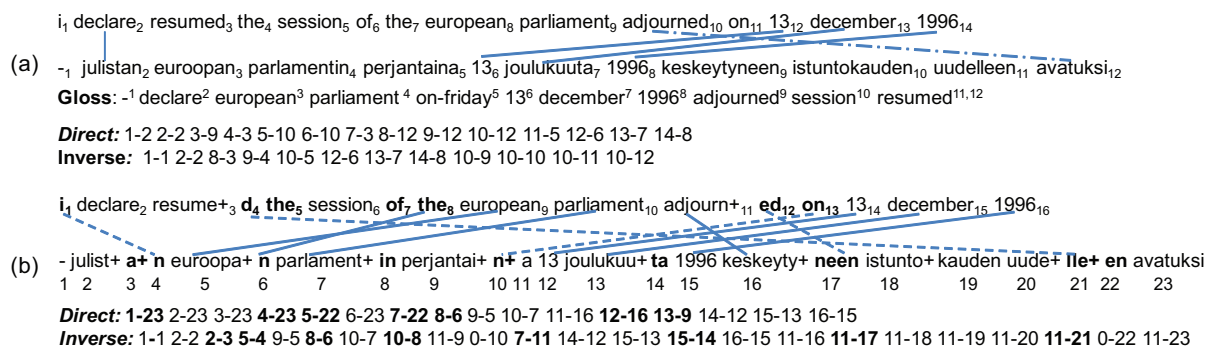 i₁ declare₂ resumed₃ the₄ session₅ of₆ the₇ european₈ parliament₉ adjourned₁₀ on₁₁ 13₁₂ december₁₃ 1996₁₄
(a)
-₁ julistan₂ euroopan₃ parlamentin₄ perjantaina₅ 13₆ joulukuuta₇ 1996₈ keskeytyneen₉ istuntokauden₁₀ uudelleen₁₁ avatuksi₁₂
Gloss: -¹ declare² european³ parliament ⁴ on-friday⁵ 13⁶ december⁷ 1996⁸ adjourned⁹ session¹⁰ resumed¹¹,¹²
Direct: 1-2 2-2 3-9 4-3 5-10 6-10 7-3 8-12 9-12 10-12 11-5 12-6 13-7 14-8
Inverse: 1-1 2-2 8-3 9-4 10-5 12-6 13-7 14-8 10-9 10-10 10-11 10-12
i₁ declare₂ resume+₃ d₄ the₅ session₆ of₇ the₈ european₉ parliament₁₀ adjourn+₁₁ ed₁₂ on₁₃ 13₁₄ december₁₅ 1996₁₆
(b)
- julist+ a+ n euroopa+ n parlament+ in perjantai+ n+ a 13 joulukuu+ ta 1996 keskeyty+ neen istunto+ kauden uude+ lle+ en avatuksi
1 2 3 4 5 6 7 8 9 10 11 12 13 14 15 16 17 18 19 20 21 22 23
Direct: 1-23 2-23 3-23 4-23 5-22 6-23 7-22 8-6 9-5 10-7 11-16 12-16 13-9 14-12 15-13 16-15
Inverse: 1-1 2-2 2-3 5-4 9-5 8-6 10-7 10-8 11-9 0-10 7-11 14-12 15-13 15-14 16-15 11-16 11-17 11-18 11-19 11-20 11-21 0-22 11-23